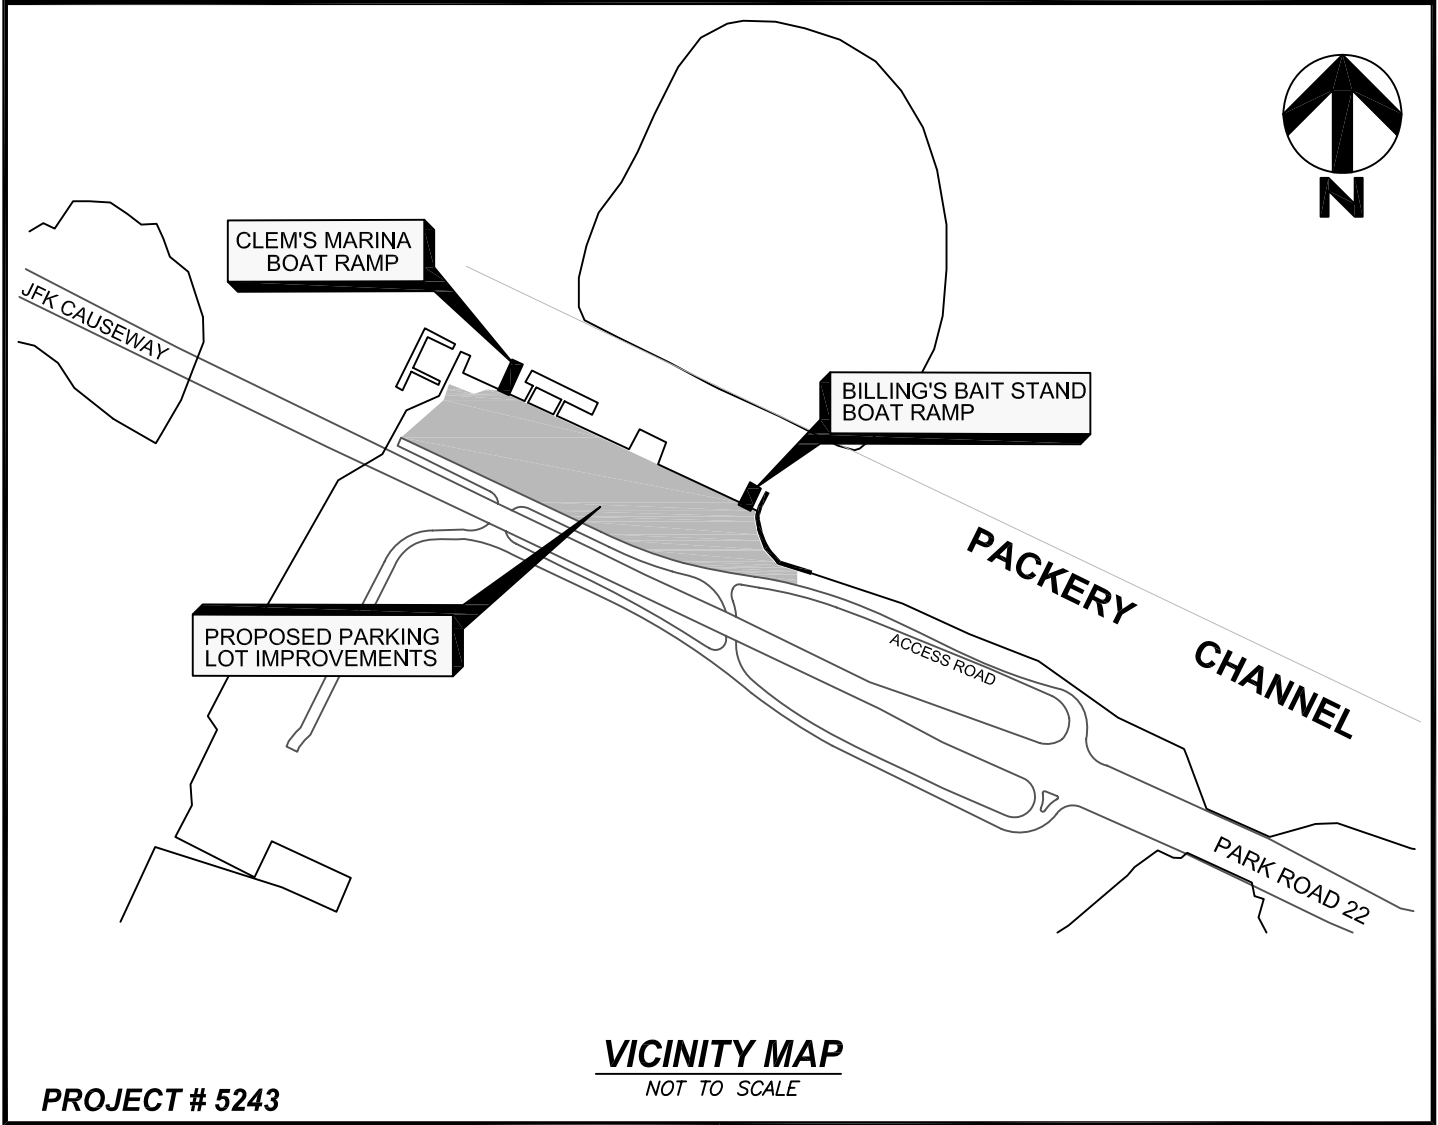 N
CLEM'S MARINA
BOAT RAMP
JFK CAUSEWAY
BILLING'S BAIT STAND
BOAT RAMP
PACKERY CHANNEL
PROPOSED PARKING
LOT IMPROVEMENTS
ACCESS ROAD
PARK ROAD 22
VICINITY MAP
NOT TO SCALE
PROJECT # 5243